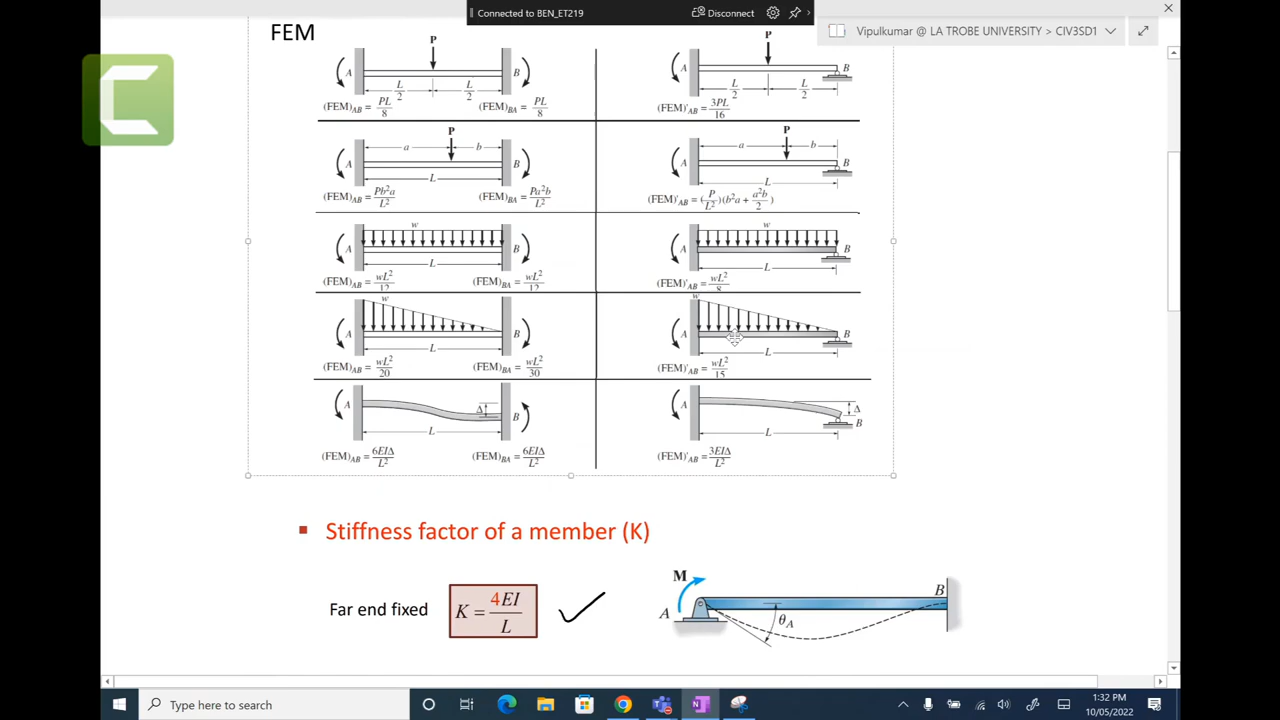 Connected to BEN_ET219 Disconnect
Vipulkumar @ LA TROBE UNIVERSITY > CIV3SD1
FEM
P
A B
L/2 L/2
(FEM)AB = PL/8 (FEM)BA = PL/8
P
A B
L/2 L/2
(FEM)'AB = 3PL/16
P
a b
A B
L
(FEM)AB = Pb²a/L² (FEM)BA = Pa²b/L²
P
a b
A B
L
(FEM)'AB = (P/L²)(b²a + a²b/2)
w
A B
L
(FEM)AB = wL²/12 (FEM)BA = wL²/12
w
A B
L
(FEM)'AB = wL²/8
w
A B
L
(FEM)AB = wL²/20 (FEM)BA = wL²/30
w
A B
L
(FEM)'AB = wL²/15
A Δ B
L
(FEM)AB = 6EIΔ/L² (FEM)BA = 6EIΔ/L²
A Δ
L B
(FEM)'AB = 3EIΔ/L²
Stiffness factor of a member (K)
Far end fixed K = 4EI/L
M
A θA B
Type here to search
1:32 PM
10/05/2022